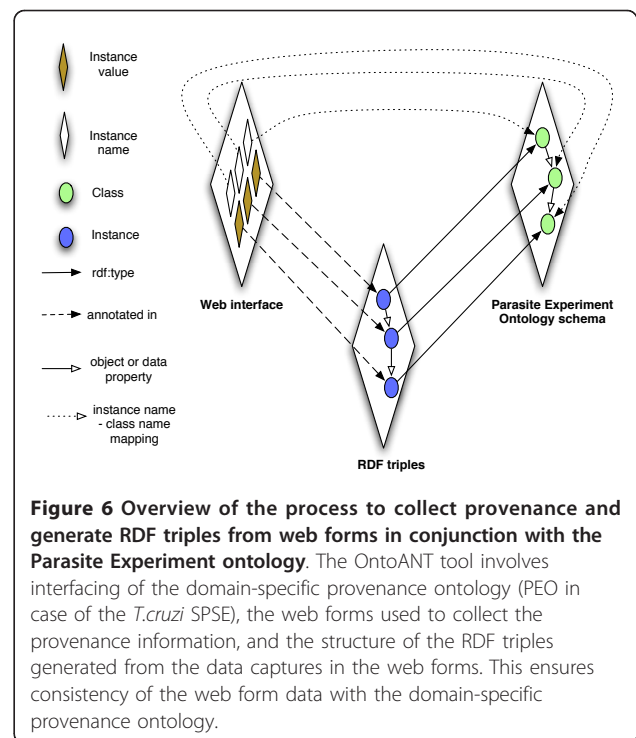 Instance
value
Instance
name
Class
Instance
rdf:type
annotated in
object or data
property
instance name
- class name
mapping
Web interface
Parasite Experiment
Ontology schema
RDF triples
Figure 6 Overview of the process to collect provenance and
generate RDF triples from web forms in conjunction with the
Parasite Experiment ontology. The OntoANT tool involves
interfacing of the domain-specific provenance ontology (PEO in
case of the T.cruzi SPSE), the web forms used to collect the
provenance information, and the structure of the RDF triples
generated from the data captures in the web forms. This ensures
consistency of the web form data with the domain-specific
provenance ontology.